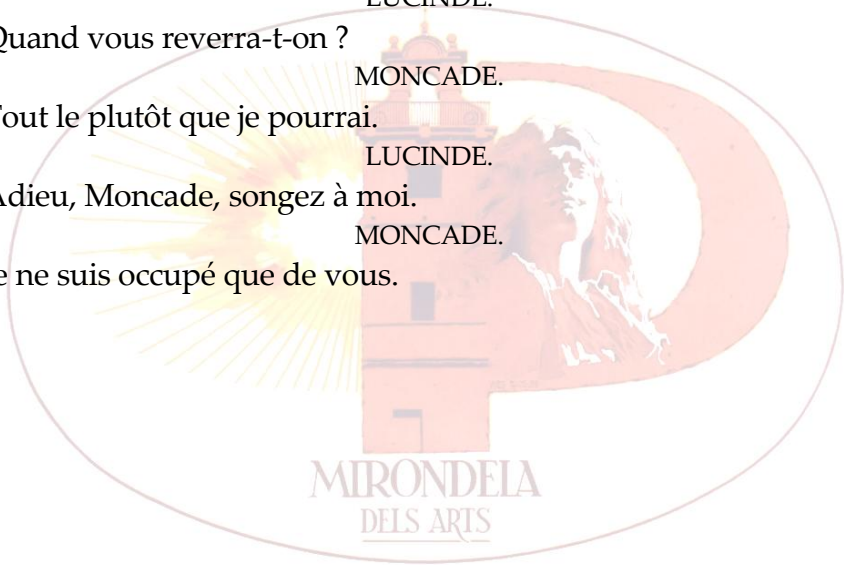 LUCINDE.
Quand vous reverra-t-on ?
MONCADE.
Tout le plutôt que je pourrai.
LUCINDE.
Adieu, Moncade, songez à moi.
MONCADE.
Je ne suis occupé que de vous.
MIRONDELA
DELS ARTS